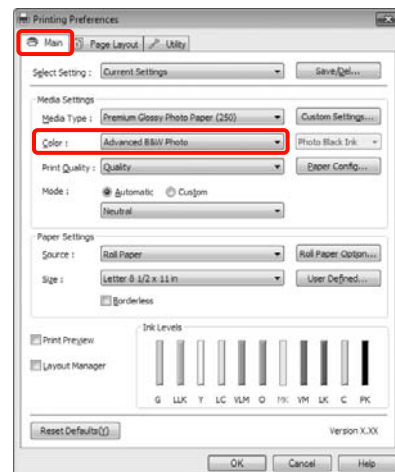 Printing Preferences
Main Page Layout Utility
Select Setting : Current Settings Save/Del...
Media Settings
Media Type : Premium Glossy Photo Paper (250) Custom Settings...
Color : Advanced B&W Photo Photo Black Ink
Print Quality : Quality Paper Config...
Mode : Automatic Custom
Neutral
Paper Settings
Source : Roll Paper Roll Paper Option...
Size : Letter 8 1/2 x 11 in User Defined...
Borderless
Print Preview
Layout Manager
Ink Levels
G LLK Y LC VLM O MK VM LK C PK
Reset Defaults(Y) Version X.XX
OK Cancel Help